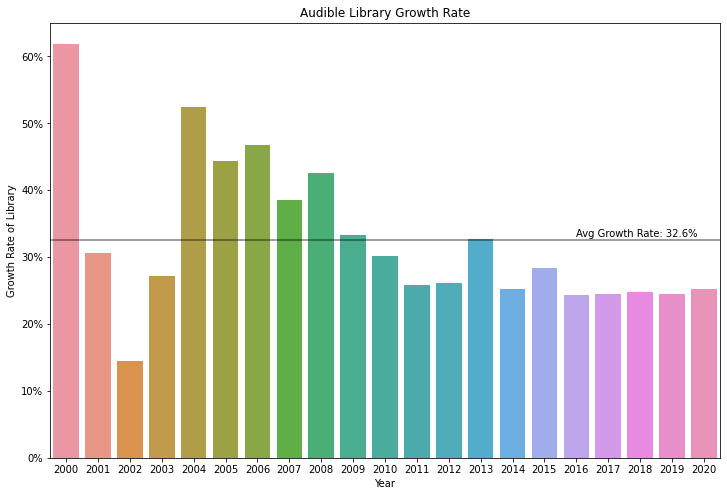 Audible Library Growth Rate
60%
50%
40%
30%
20%
10%
0%
Growth Rate of Library
Avg Growth Rate: 32.6%
2000 2001 2002 2003 2004 2005 2006 2007 2008 2009 2010 2011 2012 2013 2014 2015 2016 2017 2018 2019 2020
Year